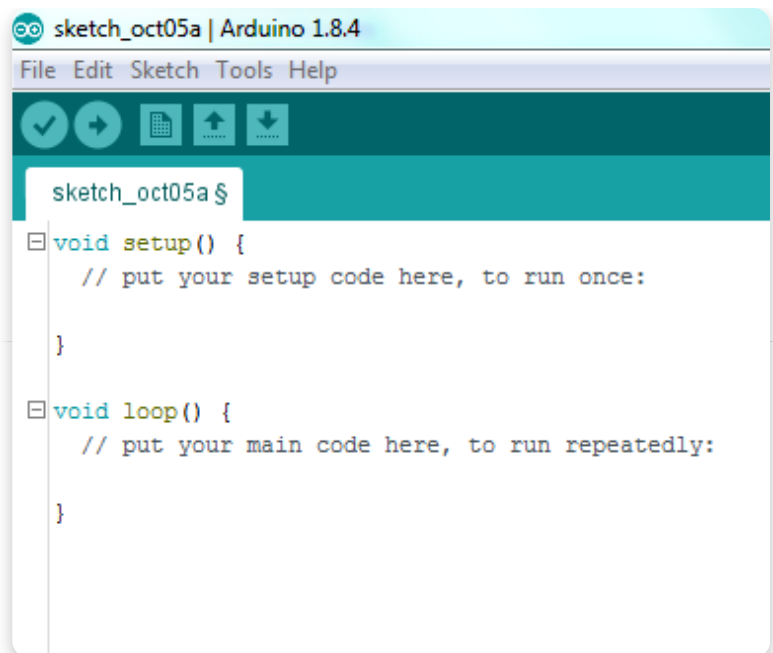 sketch_oct05a | Arduino 1.8.4
File Edit Sketch Tools Help
sketch_oct05a §
void setup() {
// put your setup code here, to run once:
}
void loop() {
// put your main code here, to run repeatedly:
}